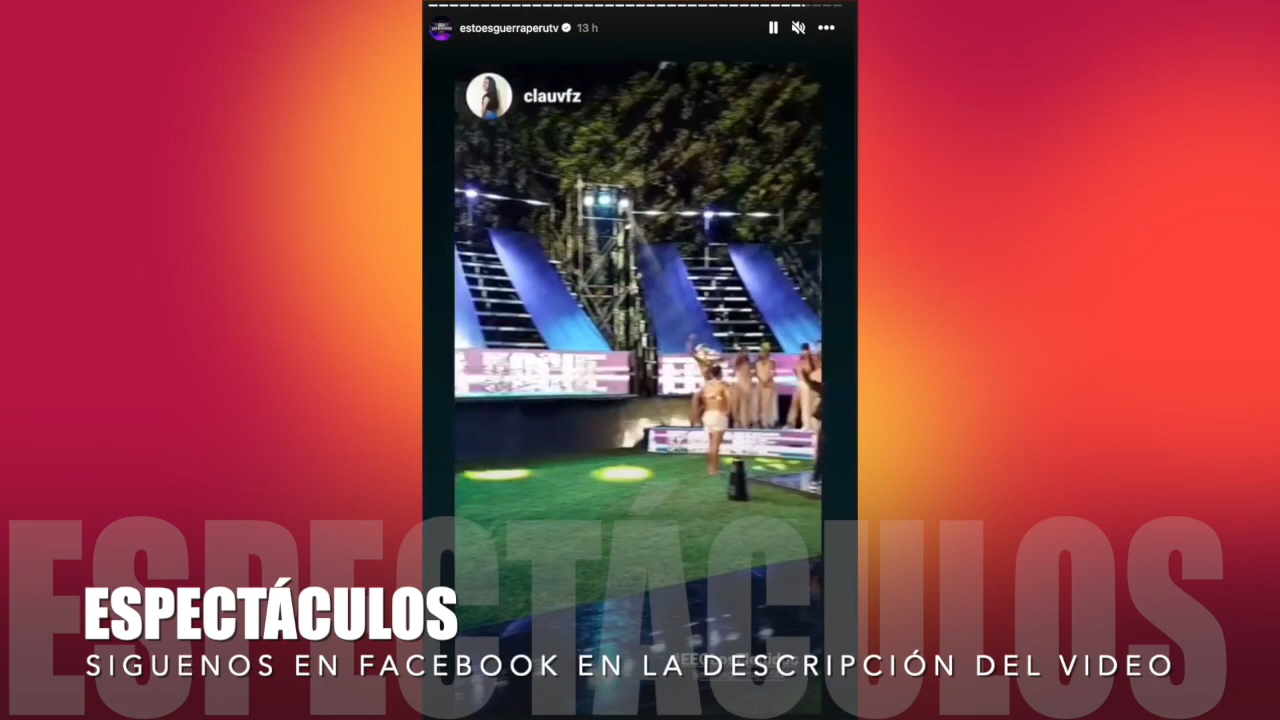 estoesguerraperutv 13 h
clauvfz
ESPECTÁCULOS
ESPECTÁCULOS
SIGUENOS EN FACEBOOK EN LA DESCRIPCIÓN DEL VIDEO